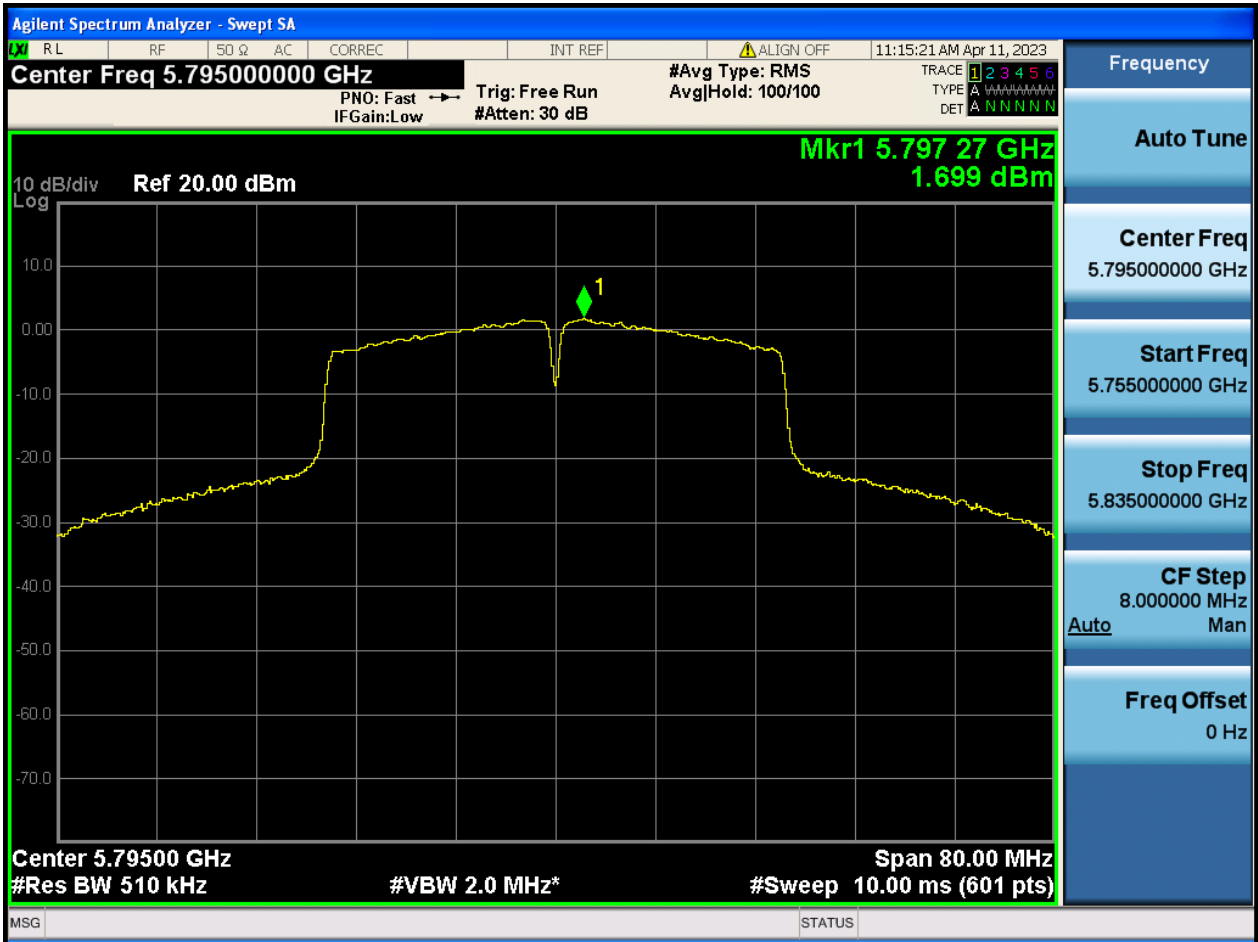 Agilent Spectrum Analyzer - Swept SA
LXI RL RF 50 Ω AC CORREC INT REF ALIGN OFF 11:15:21 AM Apr 11, 2023
Center Freq 5.795000000 GHz
PNO: Fast
IFGain:Low
Trig: Free Run
#Atten: 30 dB
#Avg Type: RMS
Avg|Hold: 100/100
TRACE 1 2 3 4 5 6
TYPE A WWWWW
DET A N N N N N
Mkr1 5.797 27 GHz
1.699 dBm
10 dB/div Ref 20.00 dBm
Log
1
10.0
0.00
-10.0
-20.0
-30.0
-40.0
-50.0
-60.0
-70.0
Center 5.79500 GHz Span 80.00 MHz
#Res BW 510 kHz #VBW 2.0 MHz* #Sweep 10.00 ms (601 pts)
MSG STATUS
Frequency
Auto Tune
Center Freq
5.795000000 GHz
Start Freq
5.755000000 GHz
Stop Freq
5.835000000 GHz
CF Step
8.000000 MHz
Auto Man
Freq Offset
0 Hz